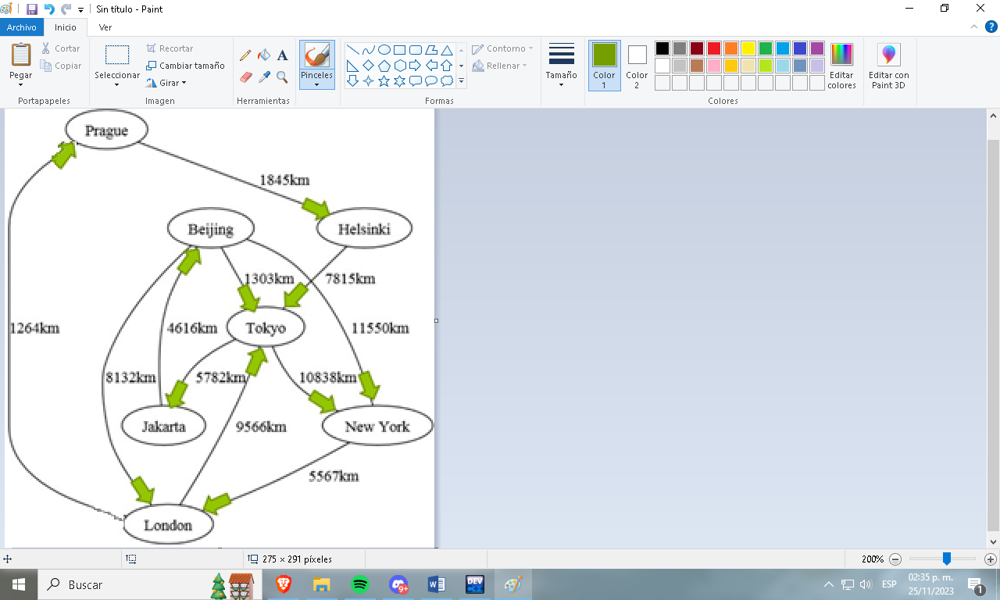 Sin título - Paint
Archivo Inicio Ver
Pegar
Cortar
Copiar
Portapapeles
Seleccionar
Recorta
Cambiar tamaño
Girar
Imagen
A
Herramientas
Pinceles
Contorno
Rellenar
Formas
Tamaño
Color 1
Color 2
Editar colores
Colores
Editar con Paint 3D
Prague
1845km
Beijing
Helsinki
1303km
7815km
1264km
4616km
Tokyo
11550km
8132km
5782km
10838km
Jakarta
9566km
New York
5567km
London
275 × 291 píxeles
200%
Buscar
9+
W
DEV
ESP
02:35 p. m.
25/11/2023
1